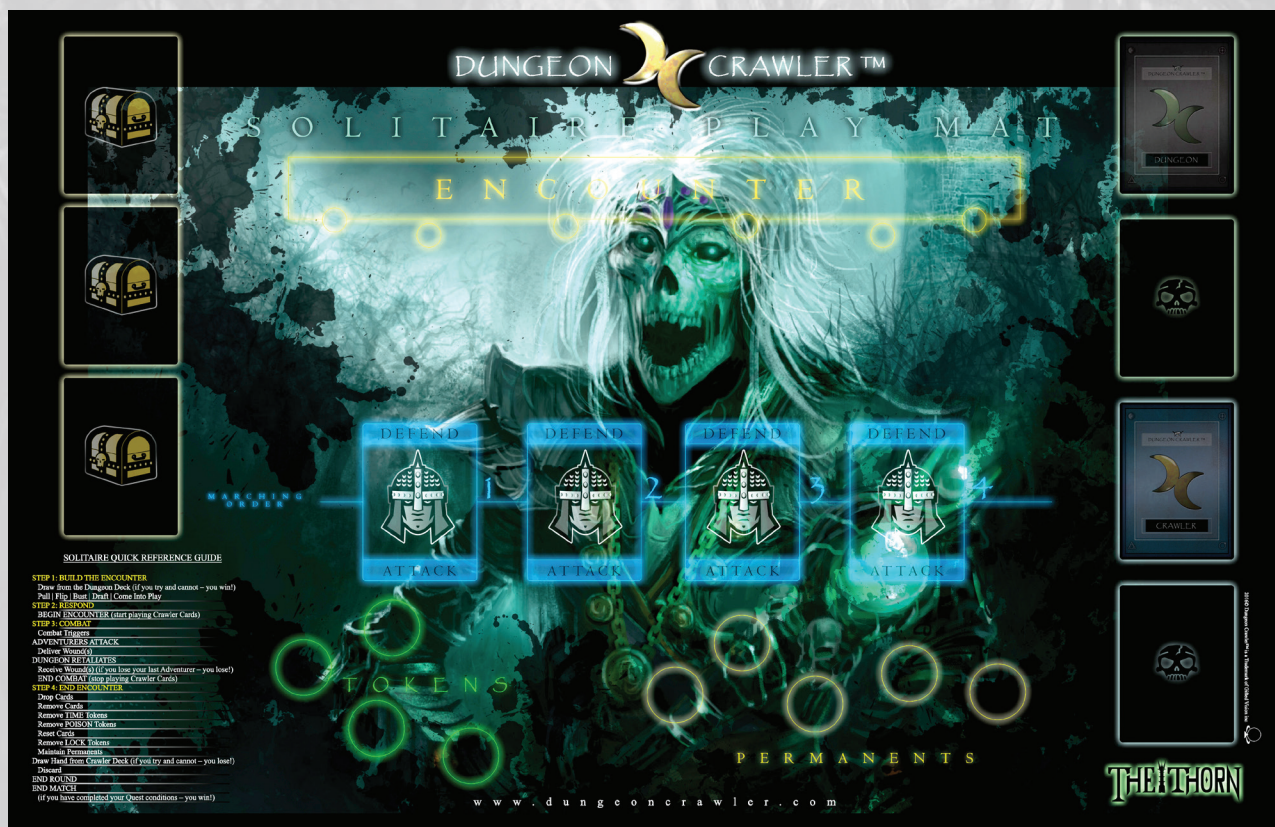 DUNGEON CRAWLER™
SOLITAIRE PLAY MAT
ENCOUNTER
DUNGEON CRAWLER™
DUNGEON
DEFEND
DEFEND
DEFEND
DEFEND
MARCHING
ORDER
1
2
3
4
ATTACK
ATTACK
ATTACK
ATTACK
DUNGEON CRAWLER™
CRAWLER
SOLITAIRE QUICK REFERENCE GUIDE
STEP 1: BUILD THE ENCOUNTER
Draw from the Dungeon Deck (if you try and cannot – you win!)
Pull | Flip | Bust | Draft | Come Into Play
STEP 2: RESPOND
BEGIN ENCOUNTER (start playing Crawler Cards)
STEP 3: COMBAT
Combat Triggers
ADVENTURERS ATTACK
Deliver Wound(s)
DUNGEON RETALIATES
Receive Wound(s) (if you lose your last Adventurer – you lose!)
END COMBAT (stop playing Crawler Cards)
STEP 4: END ENCOUNTER
Drop Cards
Remove Cards
Remove TIME Tokens
Remove POISON Tokens
Reset Cards
Remove LOCK Tokens
Maintain Permanents
Draw Hand from Crawler Deck (if you try and cannot – you lose!)
Discard
END ROUND
END MATCH
(if you have completed your Quest conditions – you win!)
TOKENS
PERMANENTS
www.dungeoncrawler.com
THE THORN